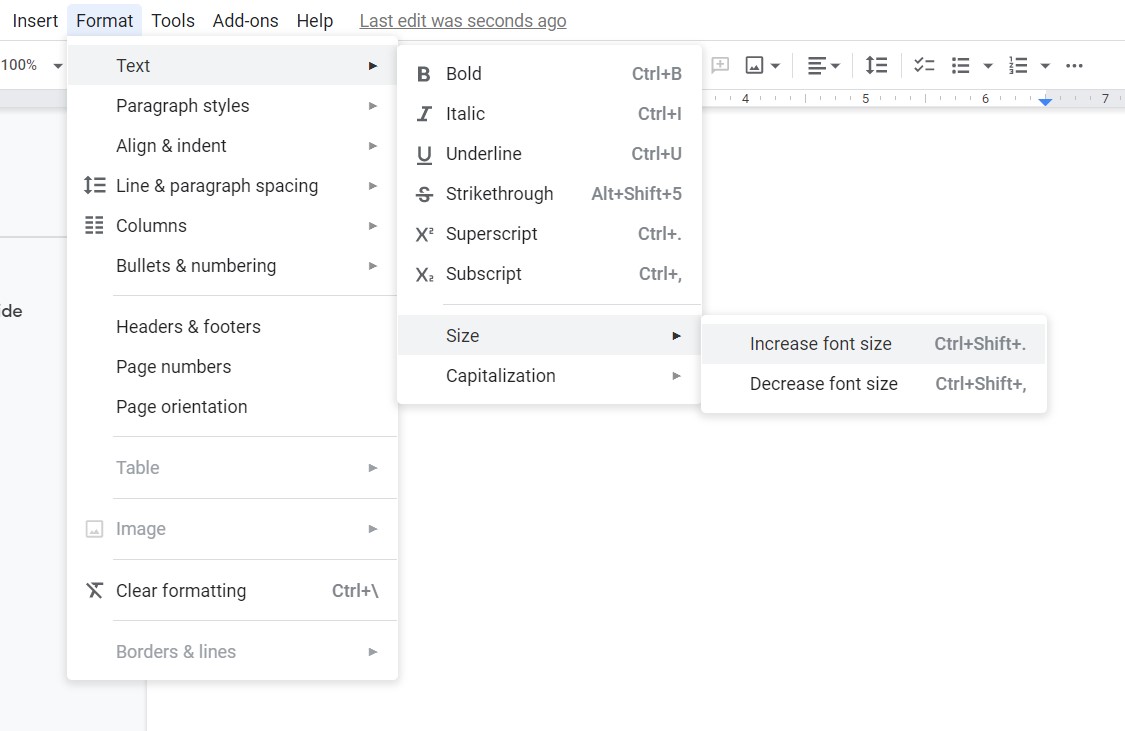 Insert Format Tools Add-ons Help Last edit was seconds ago
100%
4 5 6 7
Text
Paragraph styles
Align & indent
Line & paragraph spacing
Columns
Bullets & numbering
Headers & footers
Page numbers
Page orientation
Table
Image
Clear formatting Ctrl+\
Borders & lines
Bold Ctrl+B
Italic Ctrl+I
Underline Ctrl+U
Strikethrough Alt+Shift+5
Superscript Ctrl+.
Subscript Ctrl+,
Size
Capitalization
Increase font size Ctrl+Shift+.
Decrease font size Ctrl+Shift+,